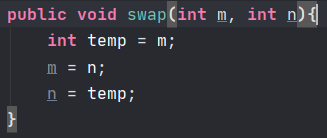 public void swap(int m, int n){
    int temp = m;
    m = n;
    n = temp;
}